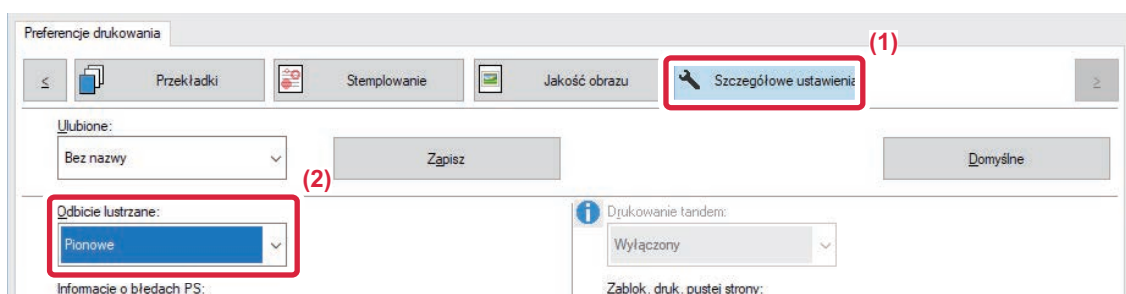 Preferencje drukowania
(1)
< Przekładki Stemplowanie Jakość obrazu Szczegółowe ustawienia >
Ulubione:
Bez nazwy Zapisz Domyślne
(2)
Odbicie lustrzane: Drukowanie tandem:
Pionowe Wyłączony
Informacje o błędach PS: Zablok. druk. pustej strony: